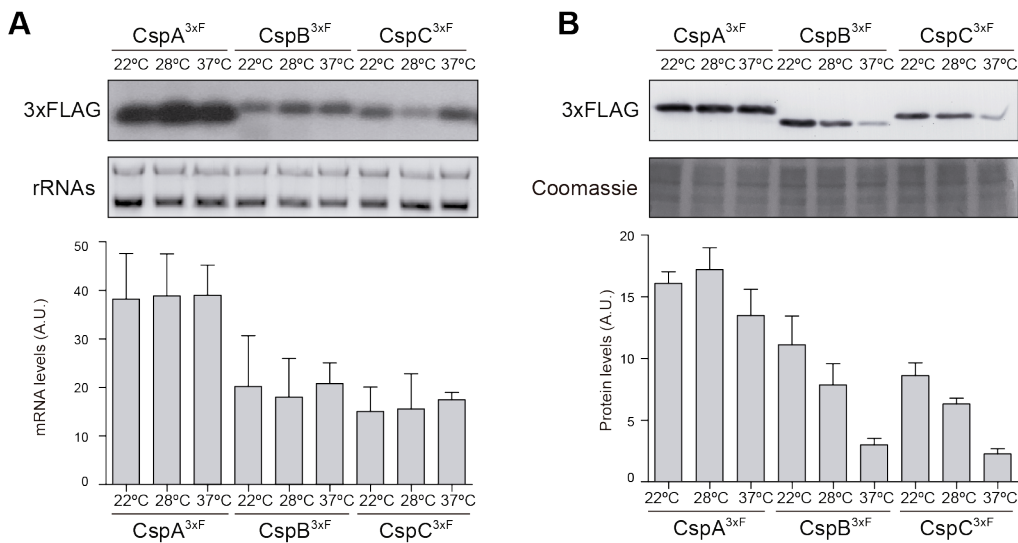 A
CspA3xF CspB3xF CspC3xF
22ºC 28ºC 37ºC 22ºC 28ºC 37ºC 22ºC 28ºC 37ºC
3xFLAG
rRNAs
50
40
30
20
10
0
mRNA levels (A.U.)
22ºC 28ºC 37ºC 22ºC 28ºC 37ºC 22ºC 28ºC 37ºC
CspA3xF CspB3xF CspC3xF
B
CspA3xF CspB3xF CspC3xF
22ºC 28ºC 37ºC 22ºC 28ºC 37ºC 22ºC 28ºC 37ºC
3xFLAG
Coomassie
20
15
10
5
0
Protein levels (A.U.)
22ºC 28ºC 37ºC 22ºC 28ºC 37ºC 22ºC 28ºC 37ºC
CspA3xF CspB3xF CspC3xF